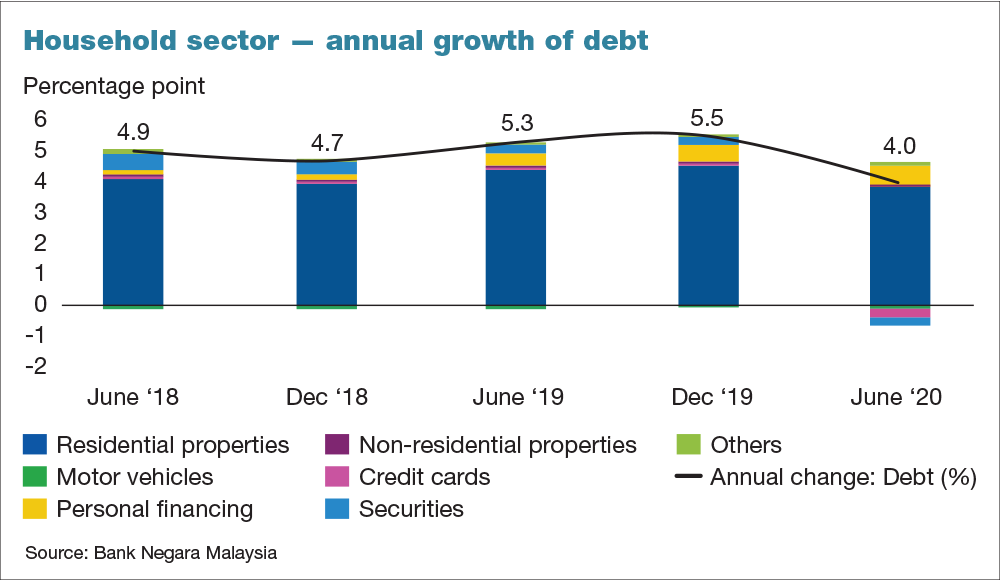 Household sector — annual growth of debt
Percentage point
6
5
4
3
2
1
0
-1
-2
4.9
4.7
5.3
5.5
4.0
June ‘18
Dec ‘18
June ‘19
Dec ‘19
June ‘20
Residential properties
Non-residential properties
Others
Motor vehicles
Credit cards
Annual change: Debt (%)
Personal financing
Securities
Source: Bank Negara Malaysia